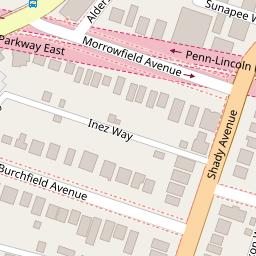 Sunapee W
Alder
Penn-Lincoln
Parkway East
Morrowfield Avenue
Inez Way
Shady Avenue
Burchfield Avenue